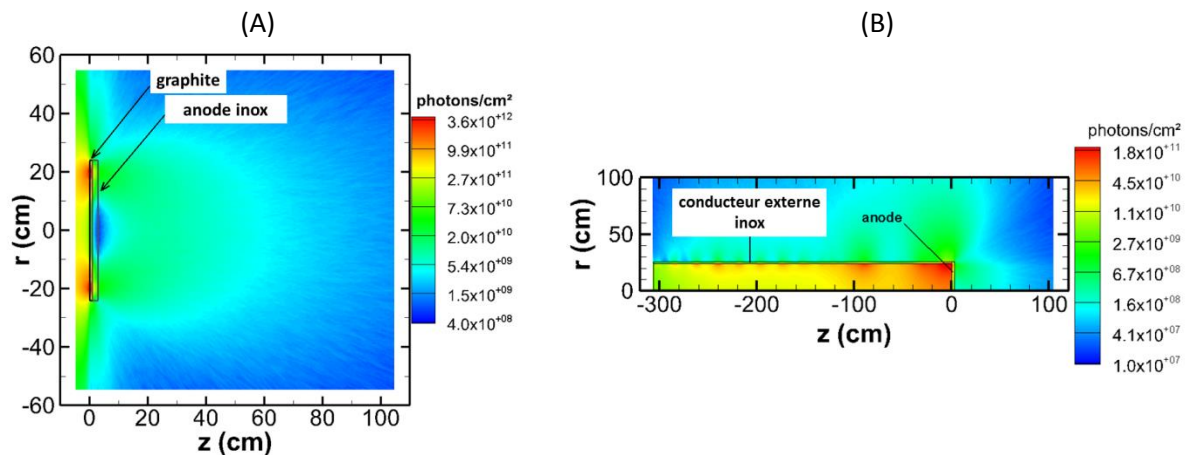 (A)
(B)
60
40
20
0
-20
-40
-60
r (cm)
graphite
anode inox
0 20 40 60 80 100
z (cm)
photons/cm²
3.6x10⁺¹²
9.9x10⁺¹¹
2.7x10⁺¹¹
7.3x10⁺¹⁰
2.0x10⁺¹⁰
5.4x10⁺⁰⁹
1.5x10⁺⁰⁹
4.0x10⁺⁰⁸
100
50
0
r (cm)
conducteur externe
inox
anode
-300 -200 -100 0 100
z (cm)
photons/cm²
1.8x10⁺¹¹
4.5x10⁺¹⁰
1.1x10⁺¹⁰
2.7x10⁺⁰⁹
6.7x10⁺⁰⁸
1.6x10⁺⁰⁸
4.1x10⁺⁰⁷
1.0x10⁺⁰⁷